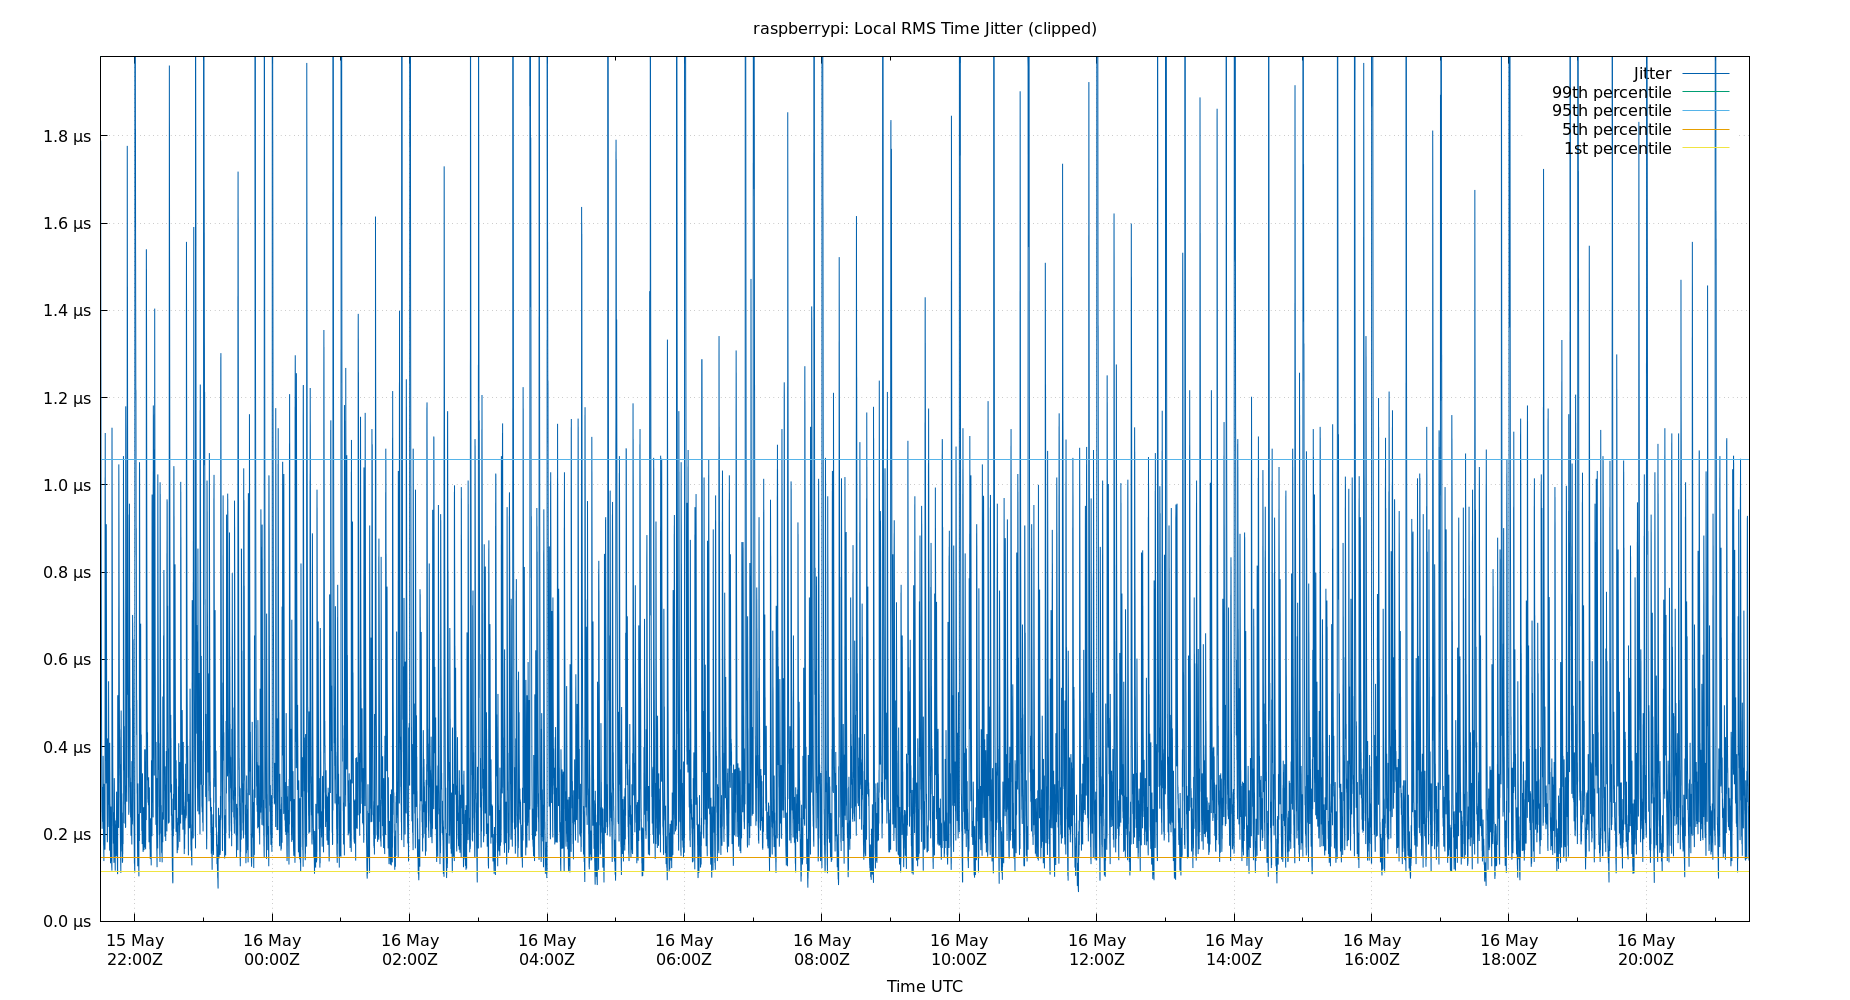 raspberrypi: Local RMS Time Jitter (clipped)
Jitter
99th percentile
95th percentile
5th percentile
1st percentile
1.8 µs
1.6 µs
1.4 µs
1.2 µs
1.0 µs
0.8 µs
0.6 µs
0.4 µs
0.2 µs
0.0 µs
15 May 16 May 16 May 16 May 16 May 16 May 16 May 16 May 16 May 16 May 16 May 16 May
22:00Z 00:00Z 02:00Z 04:00Z 06:00Z 08:00Z 10:00Z 12:00Z 14:00Z 16:00Z 18:00Z 20:00Z
Time UTC